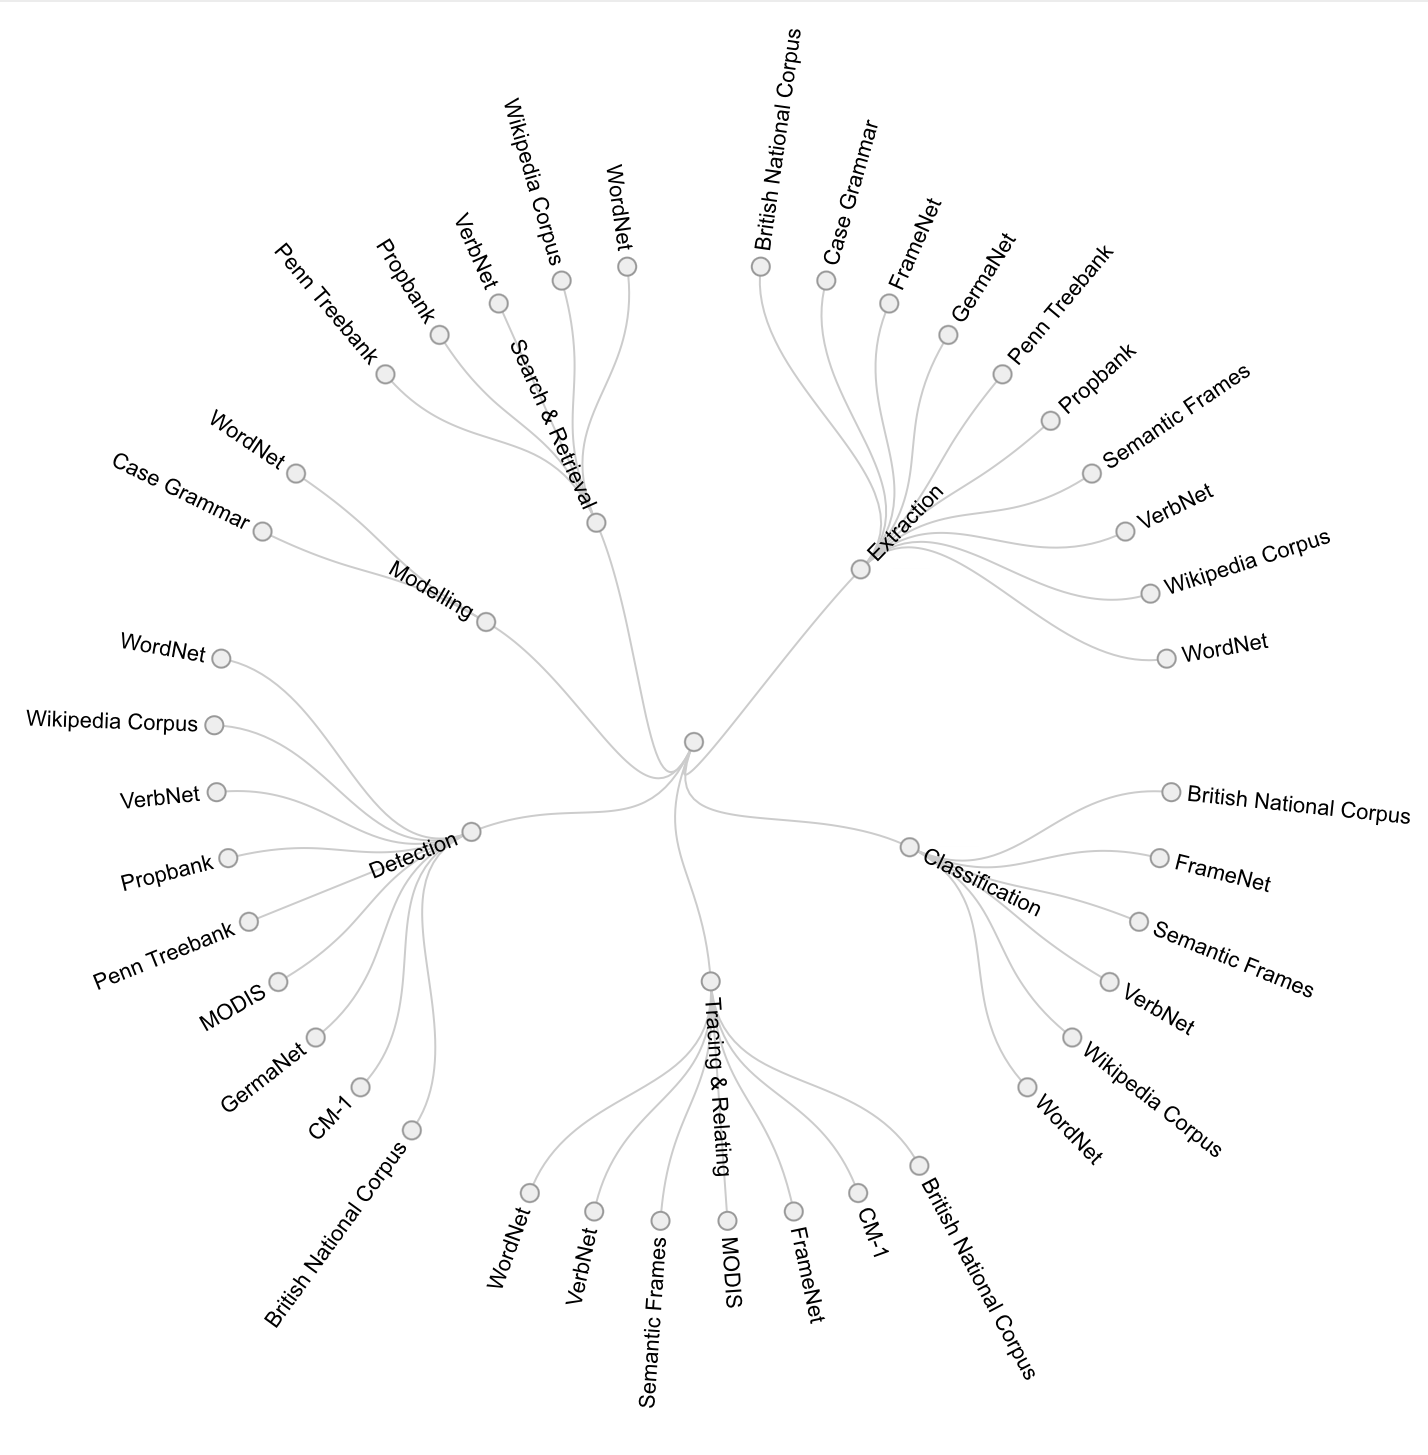 Extraction
British National Corpus
Case Grammar
FrameNet
GermaNet
Penn Treebank
Propbank
Semantic Frames
VerbNet
Wikipedia Corpus
WordNet
Classification
British National Corpus
FrameNet
Semantic Frames
VerbNet
Wikipedia Corpus
WordNet
Tracing & Relating
British National Corpus
CM-1
FrameNet
MODIS
Semantic Frames
VerbNet
WordNet
Detection
British National Corpus
CM-1
GermaNet
MODIS
Penn Treebank
Propbank
VerbNet
Wikipedia Corpus
WordNet
Modelling
Case Grammar
WordNet
Search & Retrieval
Penn Treebank
Propbank
VerbNet
Wikipedia Corpus
WordNet